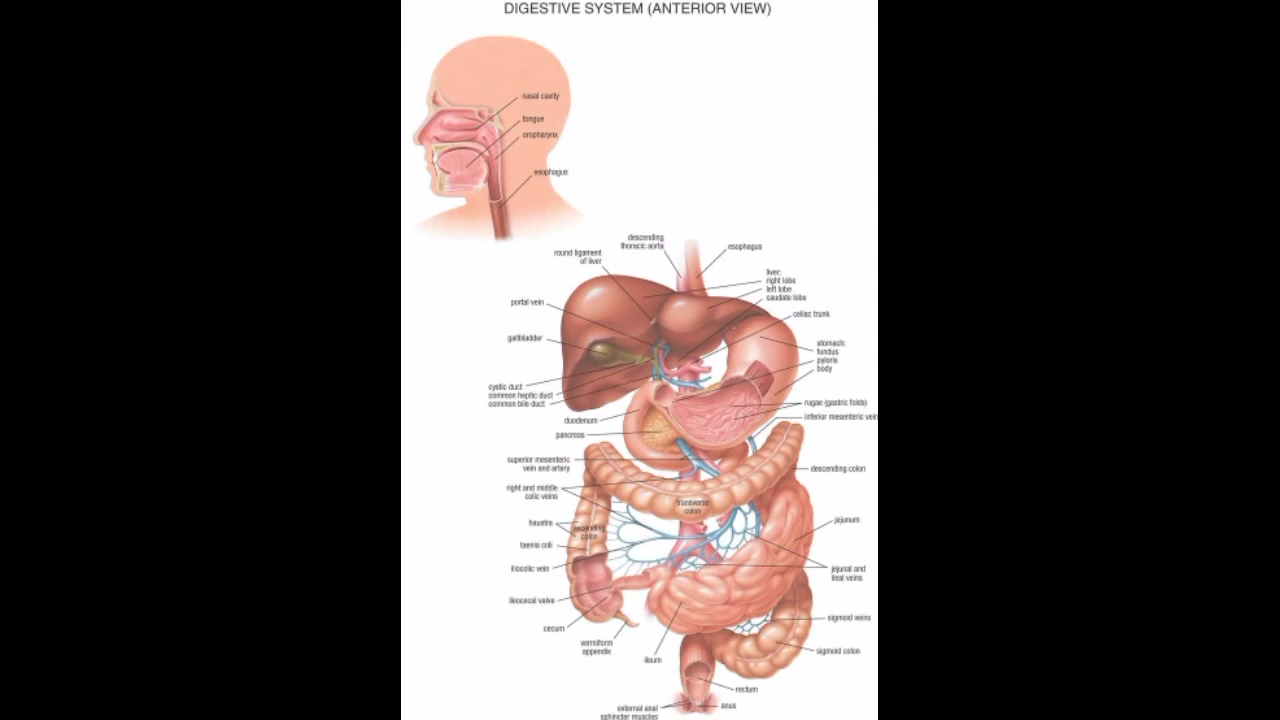 DIGESTIVE SYSTEM (ANTERIOR VIEW)
nasal cavity
tongue
oropharynx
esophagus
descending
thoracic aorta
esophagus
round ligament
of liver
liver:
right lobe
left lobe
caudate lobe
portal vein
celiac trunk
gallbladder
stomach:
fundus
pyloris
body
cystic duct
common heptic duct
common bile duct
rugae (gastric folds)
inferior mesenteric vein
duodenum
pancreas
superior mesenteric
vein and artery
descending colon
right and middle
colic veins
transverse
colon
haustra
ascending
colon
jejunum
taenia coli
iliocolic vein
jejunal and
ileal veins
ileocecal valve
sigmoid veins
cecum
vermiform
appendix
sigmoid colon
ileum
rectum
external anal
sphincter muscles
anus